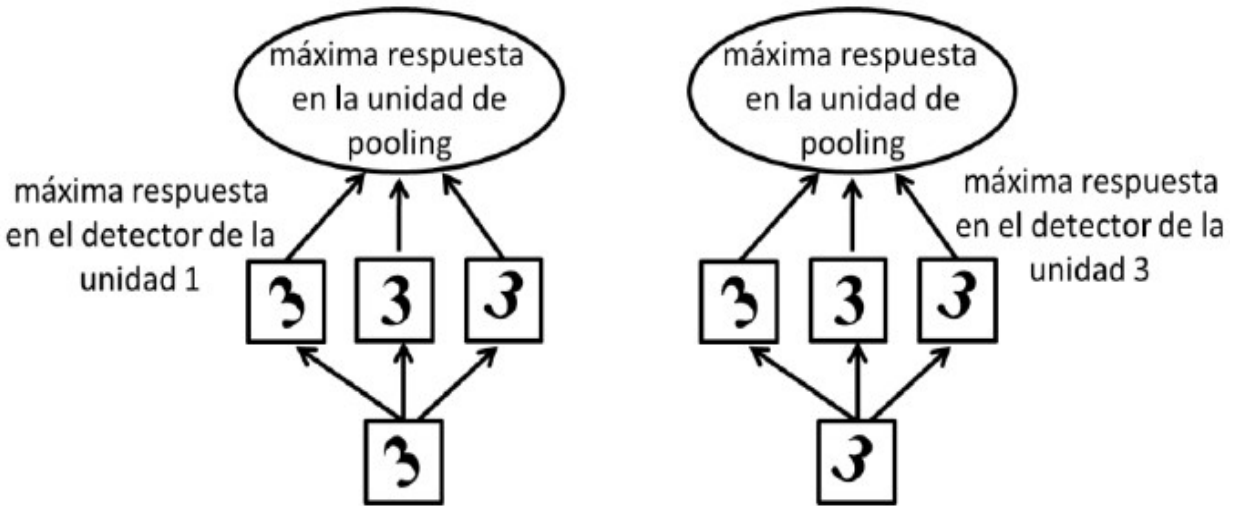 máxima respuesta
en la unidad de
pooling
máxima respuesta
en el detector de la
unidad 1
3 3 3
3
máxima respuesta
en la unidad de
pooling
máxima respuesta
en el detector de la
unidad 3
3 3 3
3